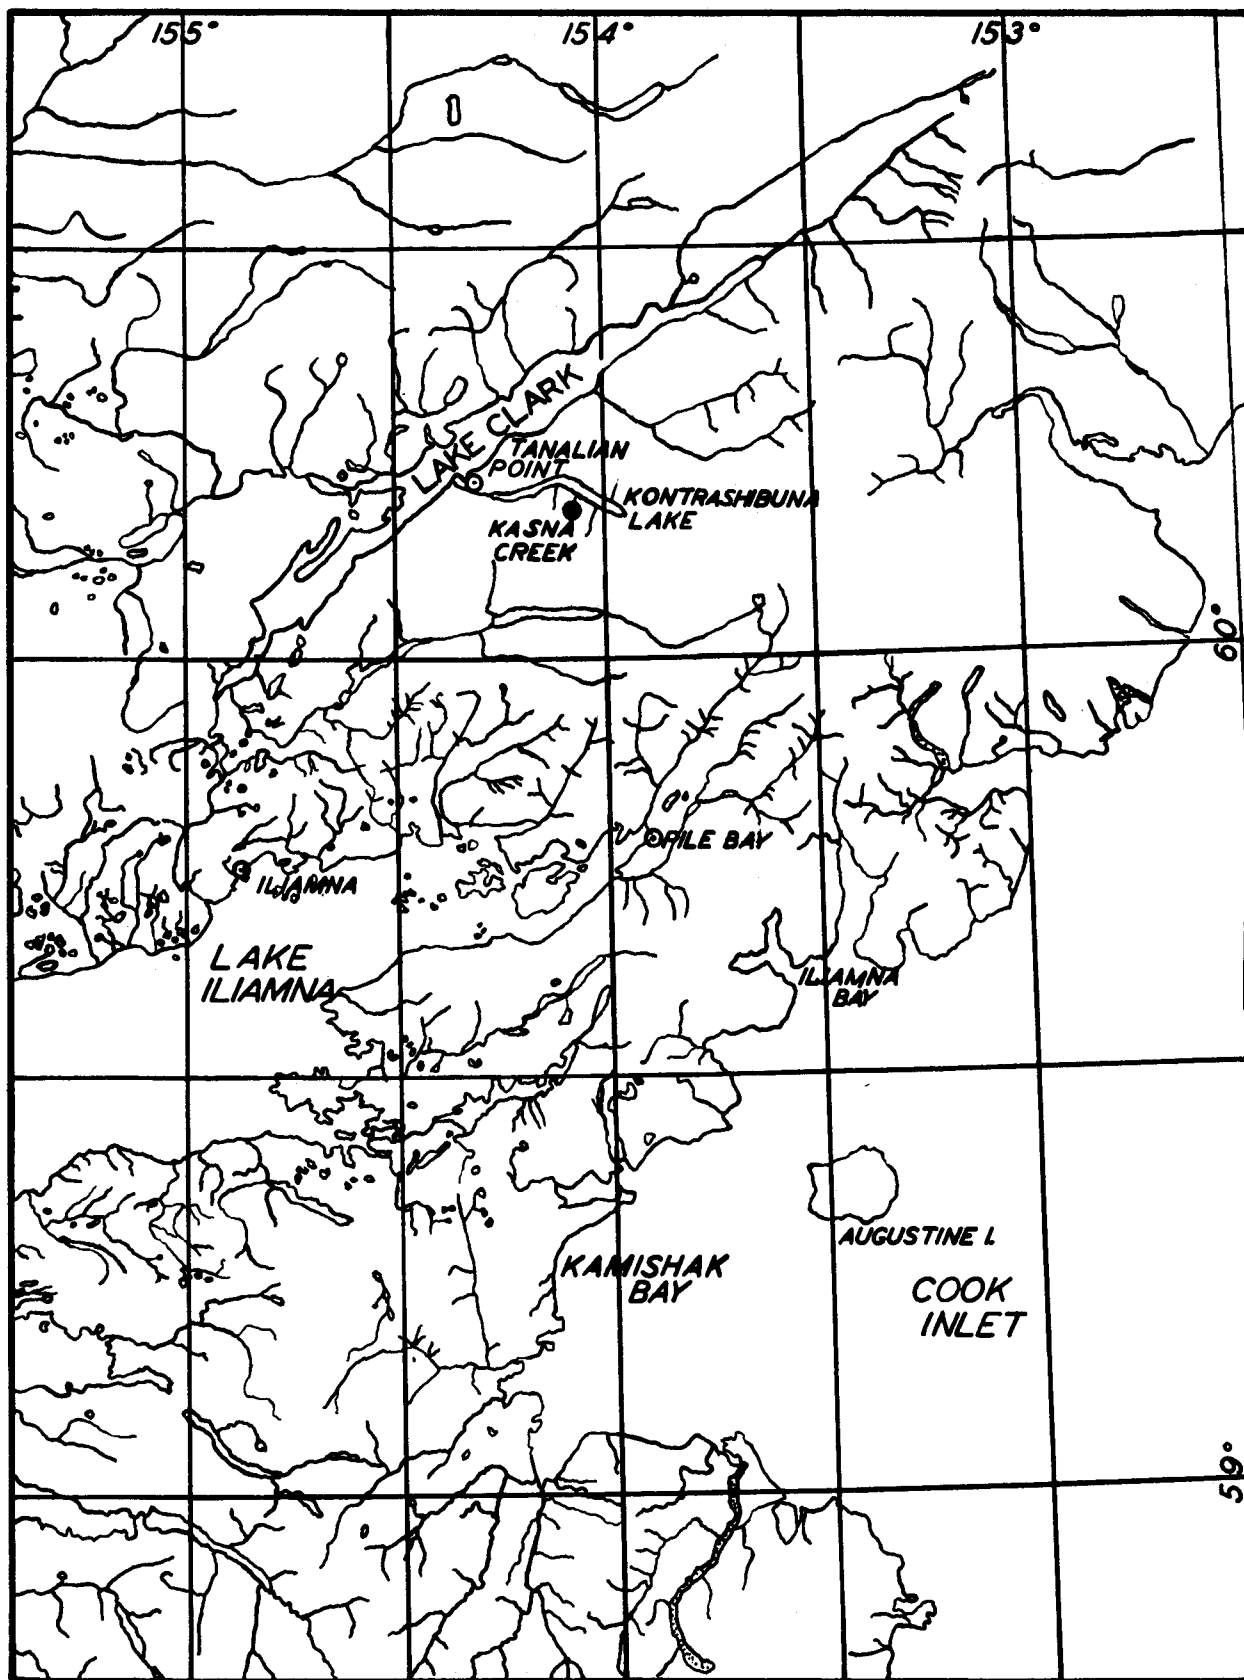 155°
154°
153°
LAKE CLARK
TANALIAN
POINT
KONTRASHIBUNA
LAKE
KASNA
CREEK
60°
PILE BAY
ILIAMNA
LAKE
ILIAMNA
ILIAMNA
BAY
AUGUSTINE I.
KAMISHAK
BAY
COOK
INLET
59°